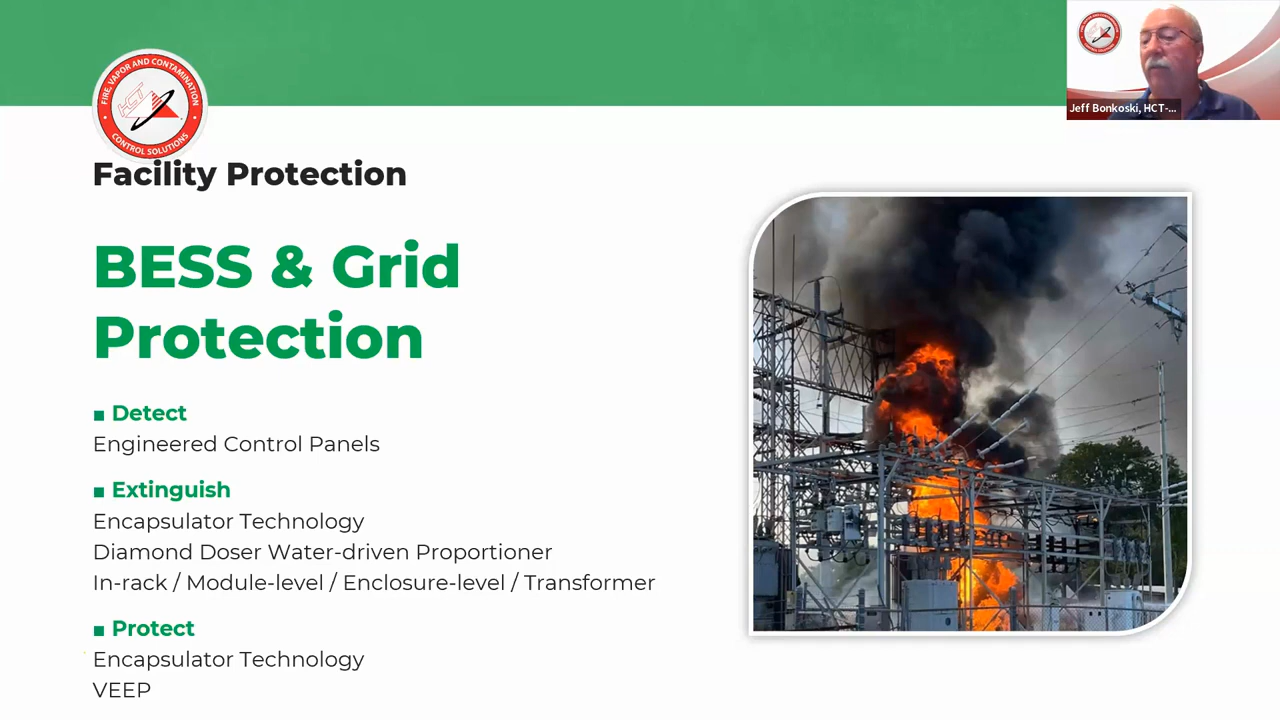 FIRE, VAPOR AND CONTAMINATION
HCT
CONTROL SOLUTIONS
Jeff Bonkoski, HCT-...
Facility Protection
BESS & Grid
Protection
■ Detect
Engineered Control Panels
■ Extinguish
Encapsulator Technology
Diamond Doser Water-driven Proportioner
In-rack / Module-level / Enclosure-level / Transformer
■ Protect
Encapsulator Technology
VEEP